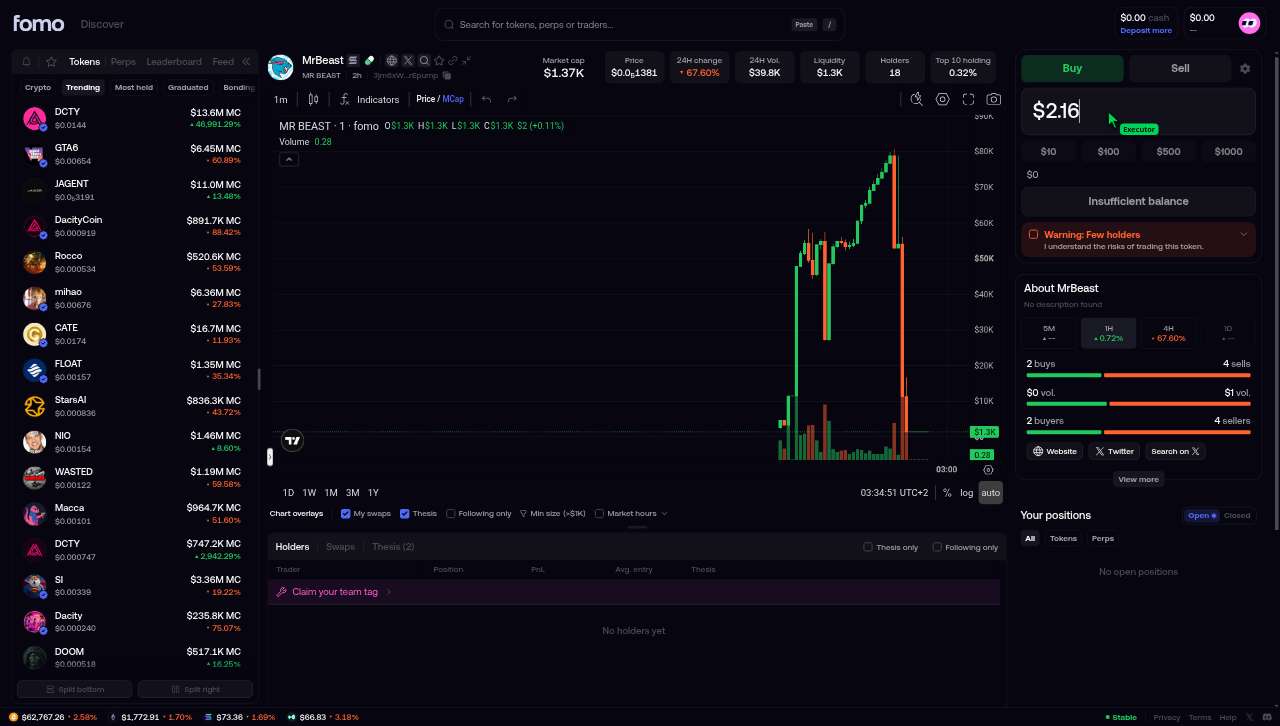 fomo
Discover
Search for tokens, perps or traders...
Paste
/
$0.00 cash
Deposit more
$0.00
—
Tokens Perps Leaderboard Feed
Crypto Trending Most held Graduated Bonding
DCTY $13.6M MC
$0.0144 46,991.29%
GTA6 $6.45M MC
$0.00654 60.89%
JAGENT $11.0M MC
$0.0₅3191 13.48%
DacityCoin $891.7K MC
$0.000919 88.42%
Rocco $520.6K MC
$0.000534 53.59%
mihao $6.36M MC
$0.00676 27.83%
CATE $16.7M MC
$0.0174 11.93%
FLOAT $1.35M MC
$0.00157 35.34%
StarsAI $836.3K MC
$0.000836 43.72%
NIO $1.46M MC
$0.00154 8.60%
WASTED $1.19M MC
$0.00122 59.58%
Macca $964.7K MC
$0.00101 51.60%
DCTY $747.2K MC
$0.000747 2,942.29%
SI $3.36M MC
$0.00339 19.22%
Dacity $235.8K MC
$0.000240 75.07%
DOOM $517.1K MC
$0.000518 16.25%
Split bottom Split right
MrBeast
MR BEAST 2h
Market cap
$1.37K
Price
$0.0₅1381
24H change
67.60%
24H Vol.
$39.8K
Liquidity
$1.3K
Holders
18
Top 10 holding
0.32%
1m Indicators Price / MCap
MR BEAST · 1 · fomo O$1.3K H$1.3K L$1.3K C$1.3K $2 (+0.11%)
Volume 0.28
$90K
$80K
$70K
$60K
$50K
$40K
$30K
$20K
$10K
$1.3K
0.28
03:00
1D 1W 1M 3M 1Y
03:34:51 UTC+2 % log auto
Chart overlays My swaps Thesis Following only Min size (>$1K) Market hours
Holders Swaps Thesis (2)
Thesis only Following only
Trader Position PnL Avg. entry Thesis
Claim your team tag
No holders yet
Buy Sell
$2.16
Executor
$10 $100 $500 $1000
$0
Insufficient balance
Warning: Few holders
I understand the risks of trading this token.
About MrBeast
No description found
5M 1H 4H 1D
— 0.72% 67.60% —
2 buys 4 sells
$0 vol. $1 vol.
2 buyers 4 sellers
Website Twitter Search on X
View more
Your positions Open Closed
All Tokens Perps
No open positions
$62,767.26 2.58% $1,772.91 1.70% $73.36 1.69% $66.83 3.18%
Stable Privacy Terms Help